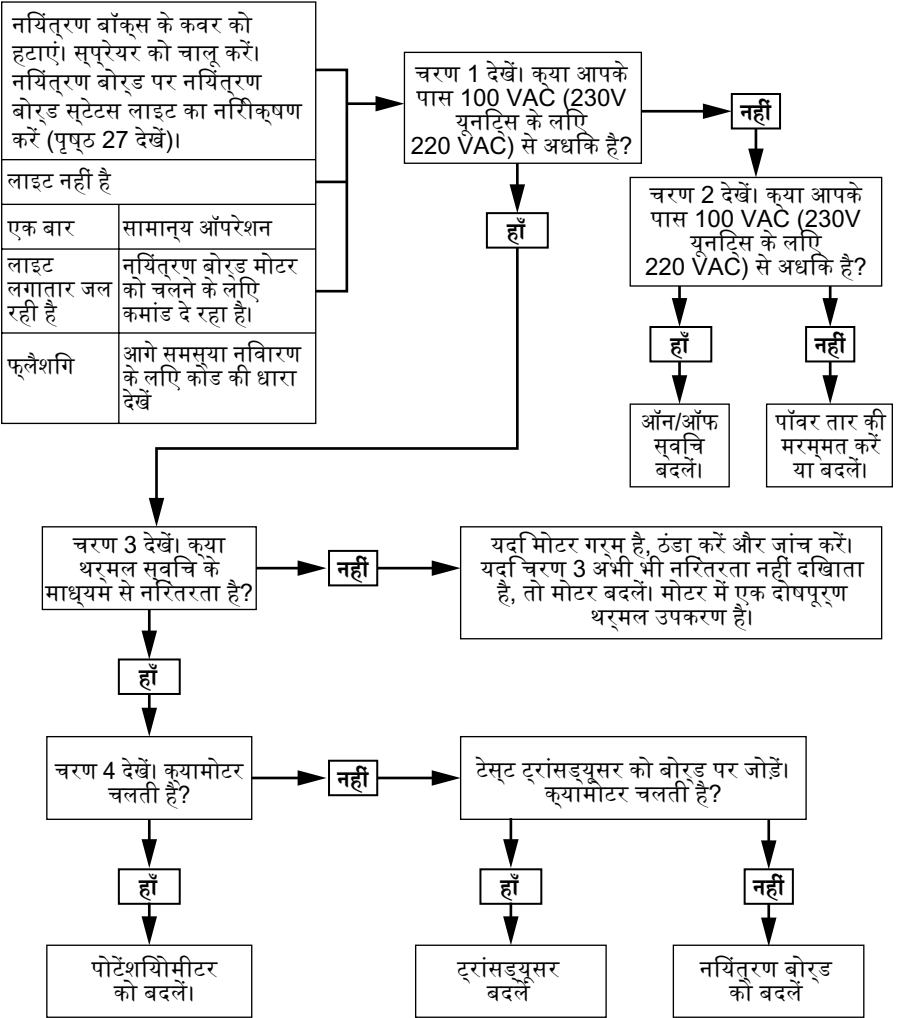 नियंत्रण बॉक्स के कवर को
हटाएं। स्प्रेयर को चालू करें।
नियंत्रण बोर्ड पर नियंत्रण
बोर्ड स्टेटस लाइट का निरीक्षण
करें (पृष्ठ 27 देखें)।
लाइट नहीं है
एक बार
सामान्य ऑपरेशन
लाइट
लगातार जल
रही है
नियंत्रण बोर्ड मोटर
को चलने के लिए
कमांड दे रहा है।
फ्लैशिंग
आगे समस्या निवारण
के लिए कोड की धारा
देखें
चरण 1 देखें। क्या आपके
पास 100 VAC (230V
यूनिट्स के लिए
220 VAC) से अधिक है?
नहीं
हाँ
चरण 2 देखें। क्या आपके
पास 100 VAC (230V
यूनिट्स के लिए
220 VAC) से अधिक है?
हाँ
नहीं
ऑन/ऑफ
स्विच
बदलें।
पॉवर तार की
मरम्मत करें
या बदलें।
चरण 3 देखें। क्या
थर्मल स्विच के
माध्यम से निरंतरता है?
नहीं
यदि मोटर गरम है, ठंडा करें और जांच करें।
यदि चरण 3 अभी भी निरंतरता नहीं दिखाता
है, तो मोटर बदलें। मोटर में एक दोषपूर्ण
थर्मल उपकरण है।
हाँ
चरण 4 देखें। क्यामोटर
चलती है?
नहीं
टेस्ट ट्रांसड्यूसर को बोर्ड पर जोड़ें।
क्यामोटर चलती है?
हाँ
हाँ
नहीं
पोटेंशियोमीटर
को बदलें।
ट्रांसड्यूसर
बदलें
नियंत्रण बोर्ड
को बदलें